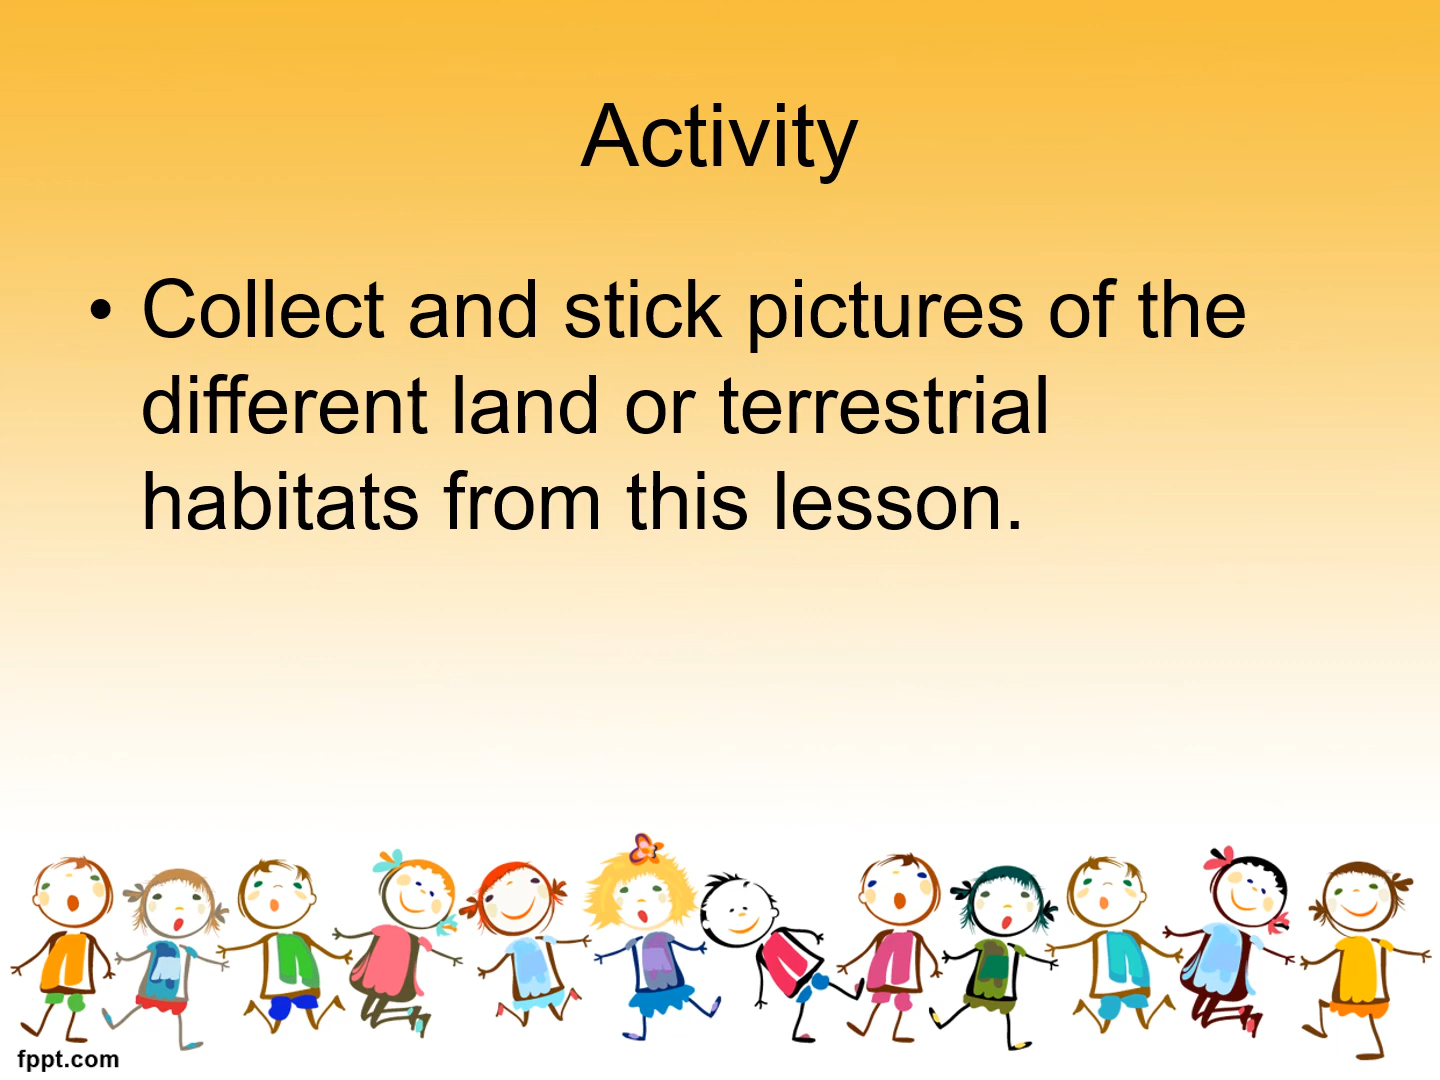 Activity
• Collect and stick pictures of the
different land or terrestrial
habitats from this lesson.
fppt.com